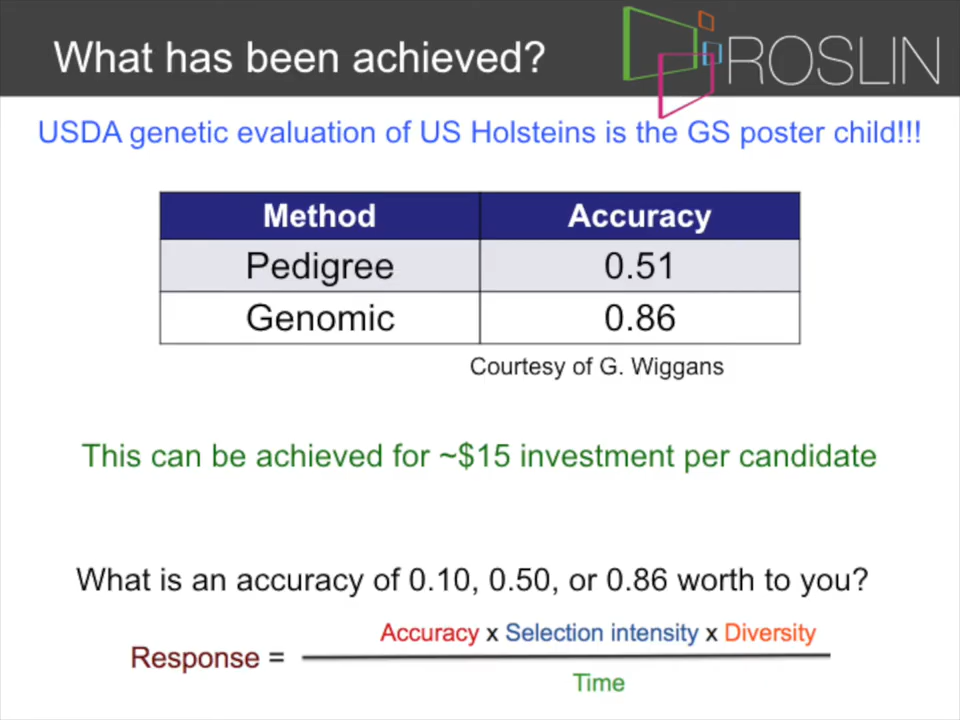 What has been achieved?
ROSLIN
USDA genetic evaluation of US Holsteins is the GS poster child!!!
Method Accuracy
Pedigree 0.51
Genomic 0.86
Courtesy of G. Wiggans
This can be achieved for ~$15 investment per candidate
What is an accuracy of 0.10, 0.50, or 0.86 worth to you?
Accuracy x Selection intensity x Diversity
Response =
Time